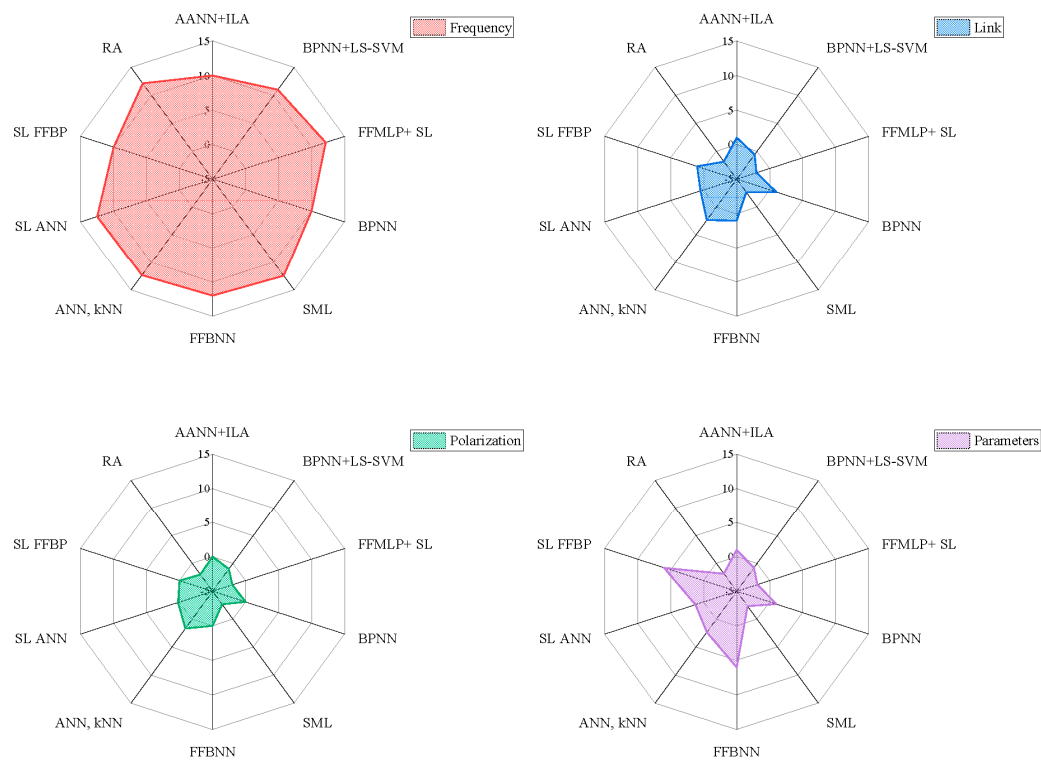 AANN+ILA
Frequency
RA
15
BPNN+LS-SVM
10
SL FFBP
5
FFMLP+ SL
0
-5
SL ANN
BPNN
ANN, kNN
SML
FFBNN
AANN+ILA
Link
RA
15
BPNN+LS-SVM
10
SL FFBP
5
FFMLP+ SL
0
-5
SL ANN
BPNN
ANN, kNN
SML
FFBNN
AANN+ILA
Polarization
RA
15
BPNN+LS-SVM
10
SL FFBP
5
FFMLP+ SL
0
-5
SL ANN
BPNN
ANN, kNN
SML
FFBNN
AANN+ILA
Parameters
RA
15
BPNN+LS-SVM
10
SL FFBP
5
FFMLP+ SL
0
-5
SL ANN
BPNN
ANN, kNN
SML
FFBNN